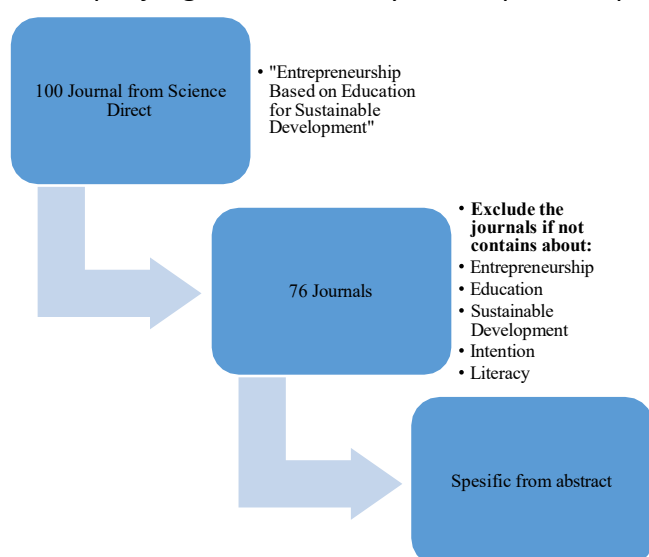 100 Journal from Science
Direct
• "Entrepreneurship
Based on Education
for Sustainable
Development"
76 Journals
• Exclude the
journals if not
contains about:
• Entrepreneurship
• Education
• Sustainable
Development
• Intention
• Literacy
Spesific from abstract